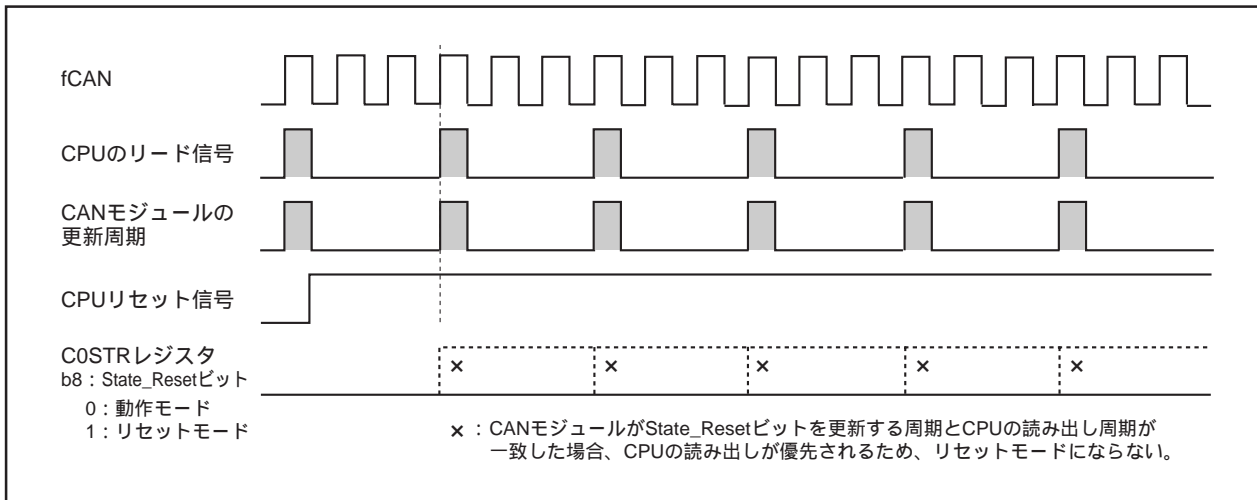 fCAN
CPUのリード信号
CANモジュールの
更新周期
CPUリセット信号
C0STRレジスタ
b8：State_Resetビット
0：動作モード
1：リセットモード
× × × × ×
×：CANモジュールがState_Resetビットを更新する周期とCPUの読み出し周期が
一致した場合、CPUの読み出しが優先されるため、リセットモードにならない。